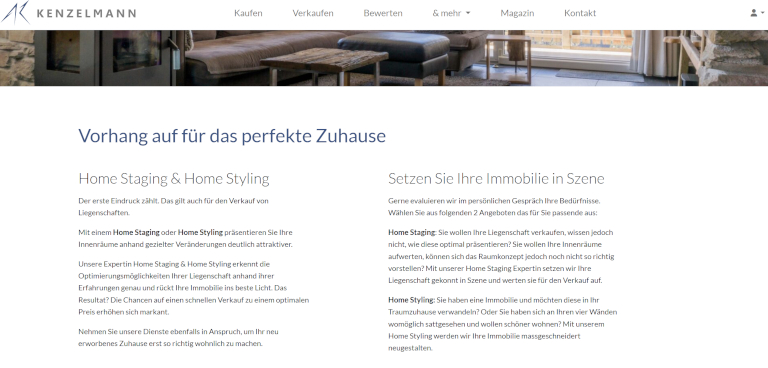 KENZELMANN
Kaufen Verkaufen Bewerten & mehr Magazin Kontakt
Vorhang auf für das perfekte Zuhause
Home Staging & Home Styling
Der erste Eindruck zählt. Das gilt auch für den Verkauf von
Liegenschaften.
Mit einem Home Staging oder Home Styling präsentieren Sie Ihre
Innenräume anhand gezielter Veränderungen deutlich attraktiver.
Unsere Expertin Home Staging & Home Styling erkennt die
Optimierungsmöglichkeiten Ihrer Liegenschaft anhand ihrer
Erfahrungen genau und rückt Ihre Immobilie ins beste Licht. Das
Resultat? Die Chancen auf einen schnellen Verkauf zu einem optimalen
Preis erhöhen sich markant.
Nehmen Sie unsere Dienste ebenfalls in Anspruch, um Ihr neu
erworbenes Zuhause erst so richtig wohnlich zu machen.
Setzen Sie Ihre Immobilie in Szene
Gerne evaluieren wir im persönlichen Gespräch Ihre Bedürfnisse.
Wählen Sie aus folgenden 2 Angeboten das für Sie passende aus:
Home Staging: Sie wollen Ihre Liegenschaft verkaufen, wissen jedoch
nicht, wie diese optimal präsentieren? Sie wollen Ihre Innenräume
aufwerten, können sich das Raumkonzept jedoch noch nicht so richtig
vorstellen? Mit unserer Home Staging Expertin setzen wir Ihre
Liegenschaft gekonnt in Szene und werten sie für den Verkauf auf.
Home Styling: Sie haben eine Immobilie und möchten diese in Ihr
Traumzuhause verwandeln? Oder Sie haben sich an Ihren vier Wänden
womöglich sattgesehen und wollen schöner wohnen? Mit unserem
Home Styling werden wir Ihre Immobilie massgeschneidert
neugestalten.